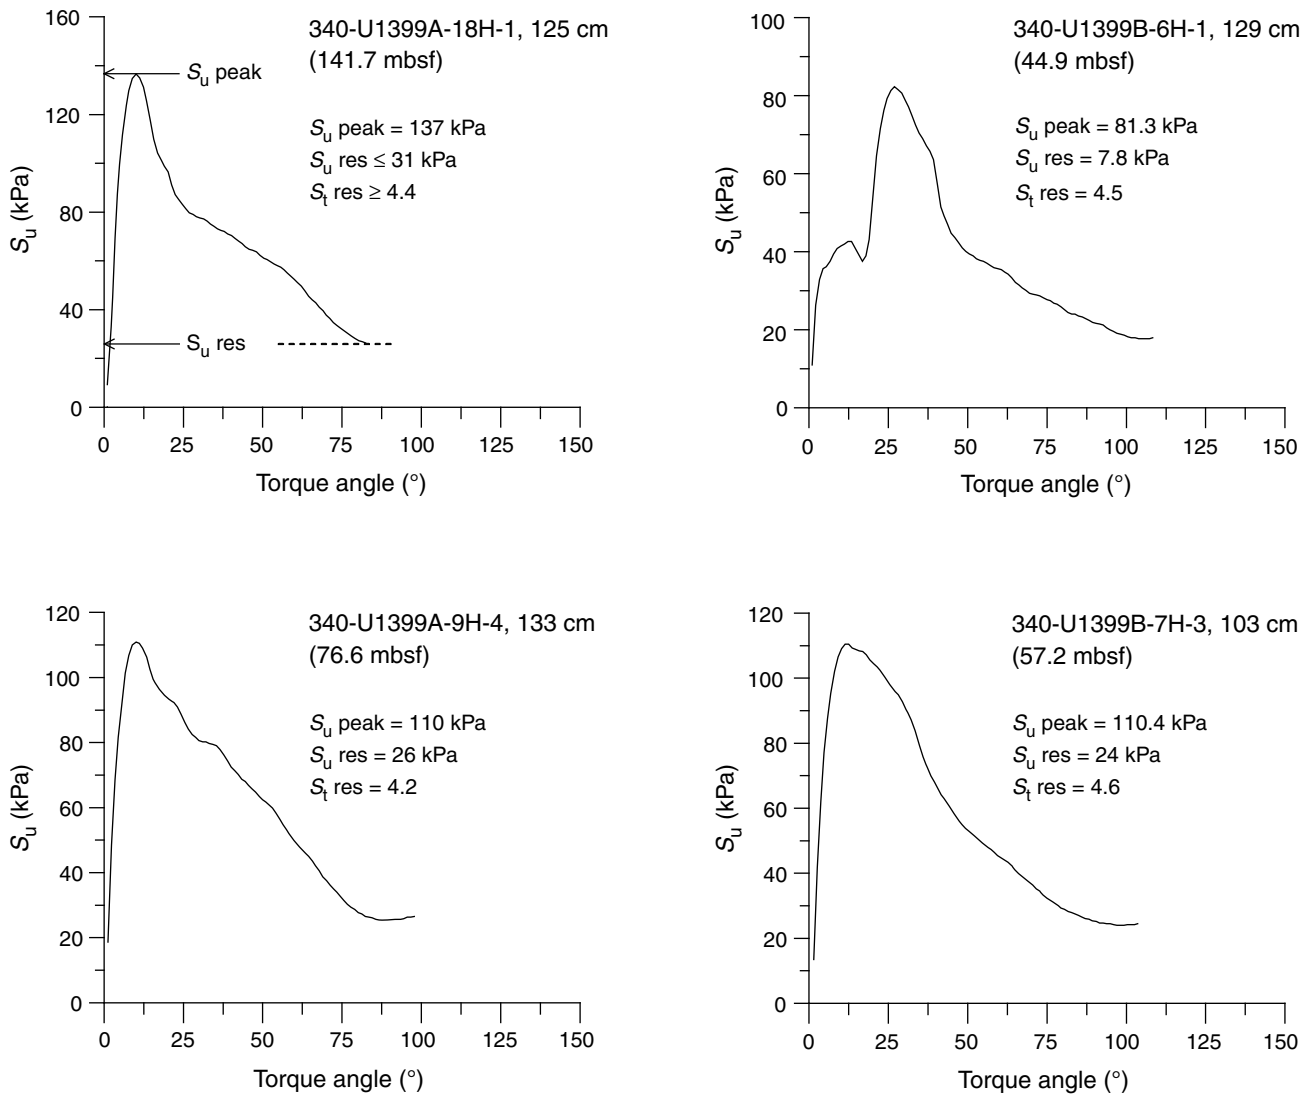 340-U1399A-18H-1, 125 cm
(141.7 mbsf)
Su peak = 137 kPa
Su res ≤ 31 kPa
St res ≥ 4.4
Su peak
Su res
160
120
80
40
0
Su (kPa)
0 25 50 75 100 125 150
Torque angle (°)
340-U1399B-6H-1, 129 cm
(44.9 mbsf)
Su peak = 81.3 kPa
Su res = 7.8 kPa
St res = 4.5
100
80
60
40
20
0
Su (kPa)
0 25 50 75 100 125 150
Torque angle (°)
340-U1399A-9H-4, 133 cm
(76.6 mbsf)
Su peak = 110 kPa
Su res = 26 kPa
St res = 4.2
120
100
80
60
40
20
0
Su (kPa)
0 25 50 75 100 125 150
Torque angle (°)
340-U1399B-7H-3, 103 cm
(57.2 mbsf)
Su peak = 110.4 kPa
Su res = 24 kPa
St res = 4.6
120
100
80
60
40
20
0
Su (kPa)
0 25 50 75 100 125 150
Torque angle (°)